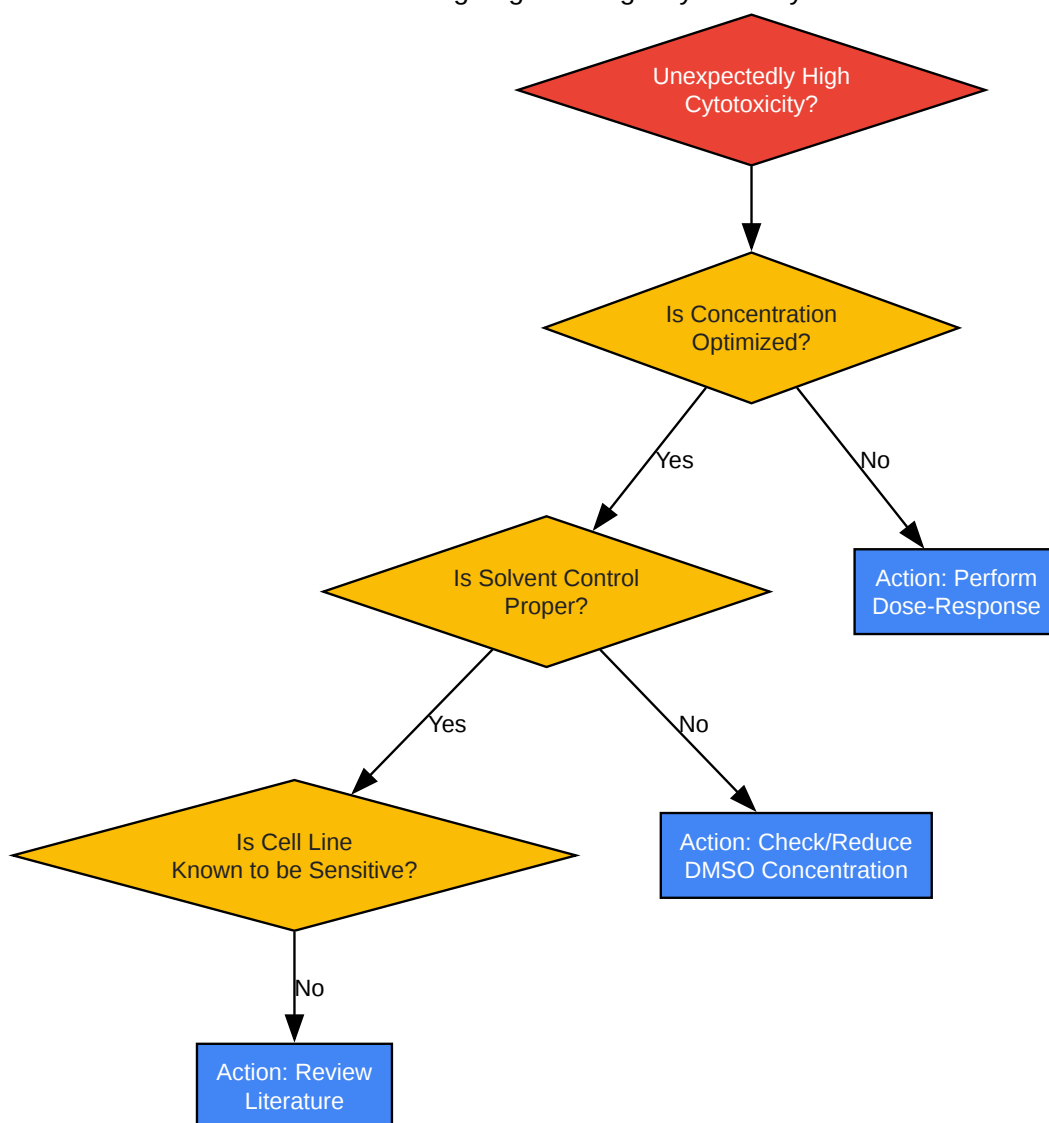 Unexpectedly High
Cytotoxicity?
Is Concentration
Optimized?
Yes
No
Is Solvent Control
Proper?
Action: Perform
Dose-Response
Yes
No
Is Cell Line
Known to be Sensitive?
Action: Check/Reduce
DMSO Concentration
No
Action: Review
Literature